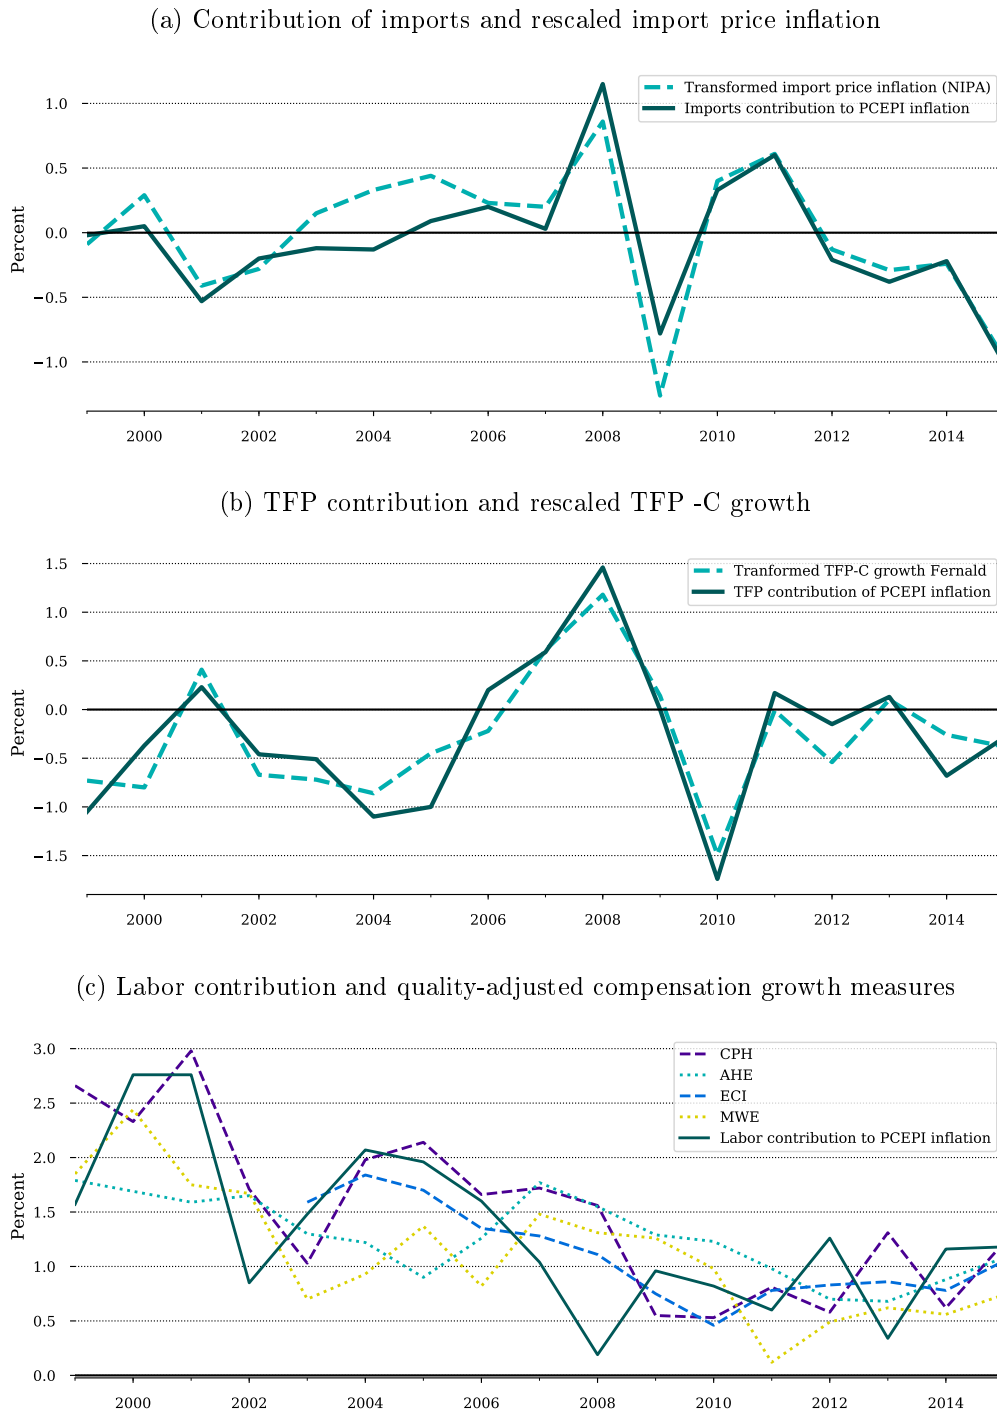 (a) Contribution of imports and rescaled import price inflation
Transformed import price inflation (NIPA)
Imports contribution to PCEPI inflation
Percent
1.0
0.5
0.0
−0.5
−1.0
2000 2002 2004 2006 2008 2010 2012 2014
(b) TFP contribution and rescaled TFP -C growth
Tranformed TFP-C growth Fernald
TFP contribution of PCEPI inflation
Percent
1.5
1.0
0.5
0.0
−0.5
−1.0
−1.5
2000 2002 2004 2006 2008 2010 2012 2014
(c) Labor contribution and quality-adjusted compensation growth measures
CPH
AHE
ECI
MWE
Labor contribution to PCEPI inflation
Percent
3.0
2.5
2.0
1.5
1.0
0.5
0.0
2000 2002 2004 2006 2008 2010 2012 2014